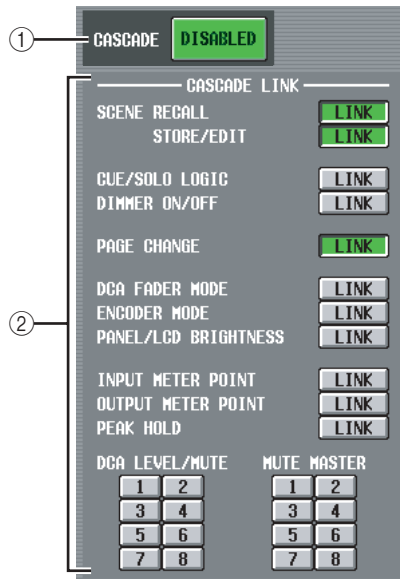 ① CASCADE DISABLED
②
CASCADE LINK
SCENE RECALL LINK
STORE/EDIT LINK
CUE/SOLO LOGIC LINK
DIMMER ON/OFF LINK
PAGE CHANGE LINK
DCA FADER MODE LINK
ENCODER MODE LINK
PANEL/LCD BRIGHTNESS LINK
INPUT METER POINT LINK
OUTPUT METER POINT LINK
PEAK HOLD LINK
DCA LEVEL/MUTE MUTE MASTER
1 2 1 2
3 4 3 4
5 6 5 6
7 8 7 8